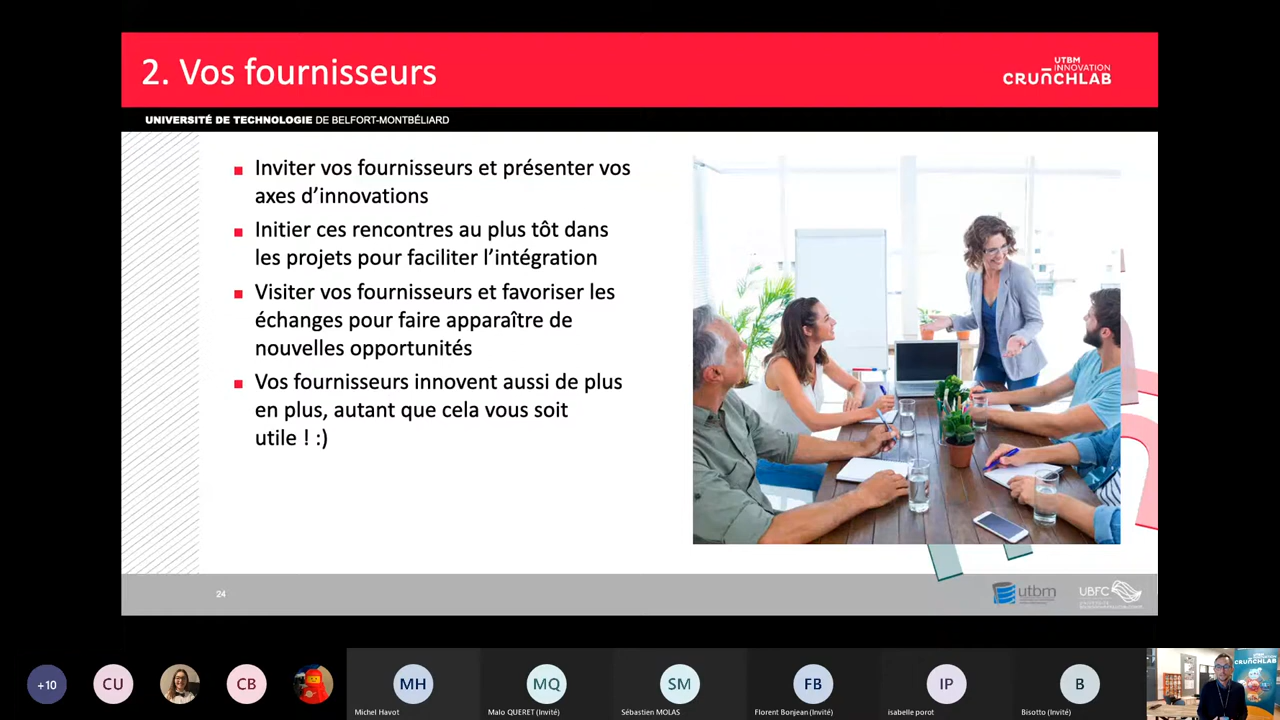 2. Vos fournisseurs
UTBM
INNOVATION
CRUNCHLAB
UNIVERSITÉ DE TECHNOLOGIE DE BELFORT-MONTBÉLIARD
Inviter vos fournisseurs et présenter vos
axes d’innovations
Initier ces rencontres au plus tôt dans
les projets pour faciliter l’intégration
Visiter vos fournisseurs et favoriser les
échanges pour faire apparaître de
nouvelles opportunités
Vos fournisseurs innovent aussi de plus
en plus, autant que cela vous soit
utile ! :)
24
utbm
UBFC
+10
CU
CB
MH
MQ
SM
FB
IP
B
Michel Havot
Malo QUERET (Invité)
Sébastien MOLAS
Florent Bonjean (Invité)
isabelle porot
Bisotto (Invité)
CRUNCHLAB